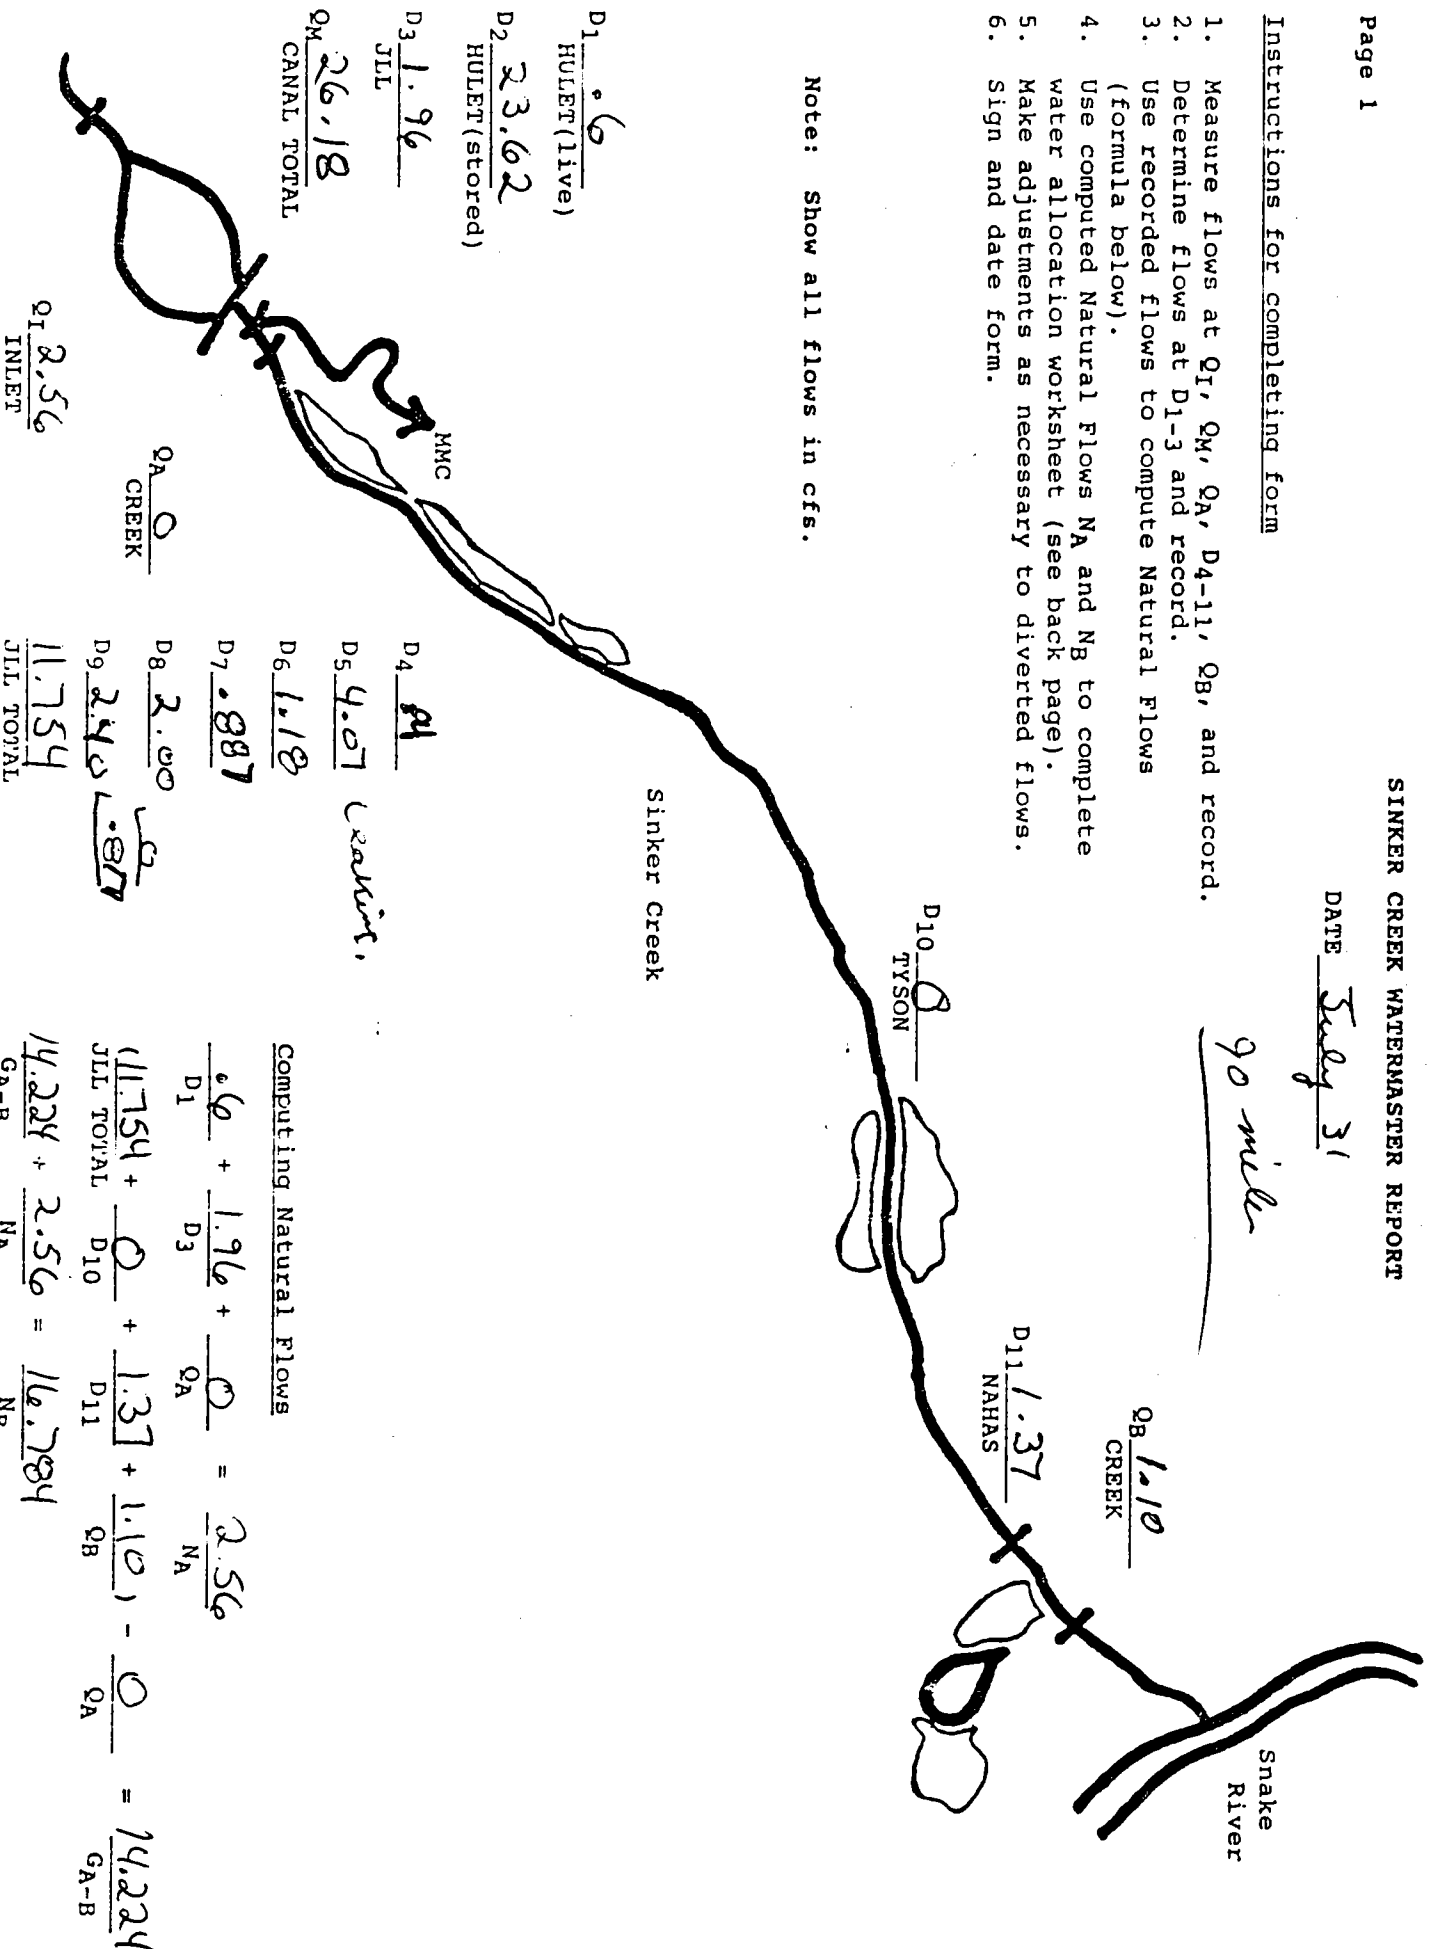 Page 1
SINKER CREEK WATERMASTER REPORT
DATE July 31
90 mile
Instructions for completing form
1. Measure flows at QI, QM, QA, D4-11, QB, and record.
2. Determine flows at D1-3 and record.
3. Use recorded flows to compute Natural Flows
(formula below).
4. Use computed Natural Flows NA and NB to complete
water allocation worksheet (see back page).
5. Make adjustments as necessary to diverted flows.
6. Sign and date form.
Note: Show all flows in cfs.
Snake
River
QB 1.10
CREEK
D11 1.37
NAHAS
D10 0
TYSON
Sinker Creek
MMC
D1 .6
HULET(live)
D2 23.62
HULET(stored)
D3 1.96
JLL
QM 26.18
CANAL TOTAL
QI 2.56
INLET
QA 0
CREEK
D4
D5 4.07 Leaking.
D6 1.18
D7 .887
D8 2.00
D9 2.40
.817
11.754
JLL TOTAL
Computing Natural Flows
.6 + 1.96 + 0 = 2.56
D1 D3 QA NA
(11.754 + 0 + 1.37 + 1.10) - 0 = 14.224
JLL TOTAL D10 D11 QB QA GA-B
14.224 + 2.56 = 16.784
GA-B NA NB